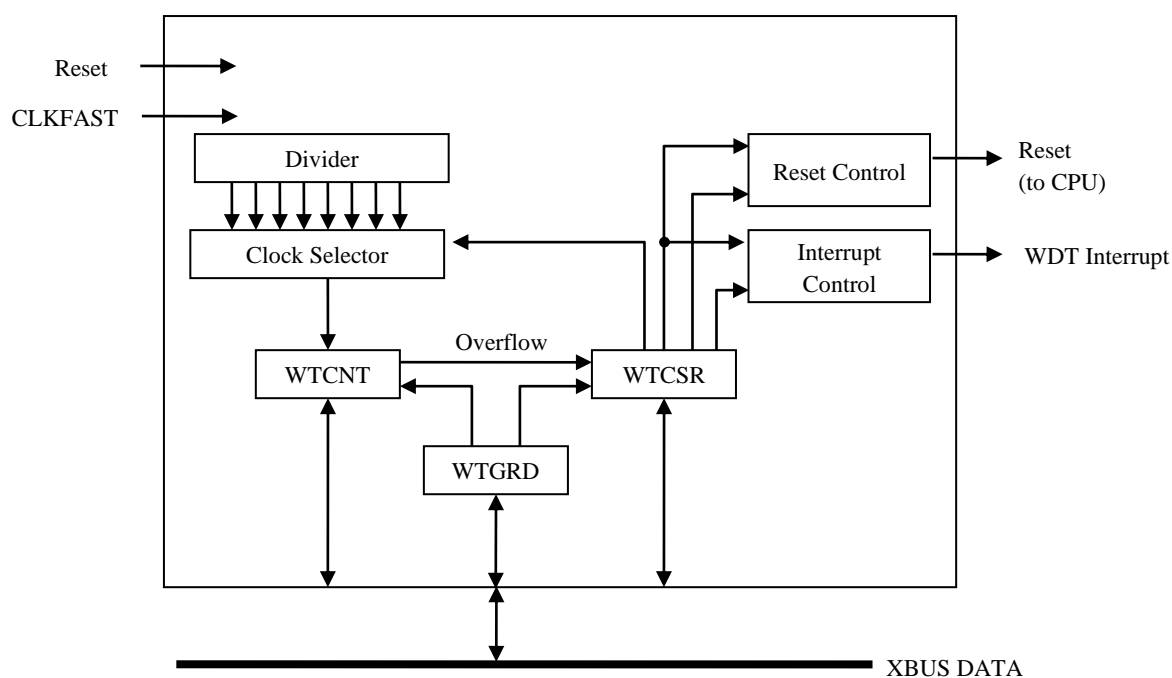 Reset
CLKFAST
Divider
Clock Selector
Reset Control
Reset
(to CPU)
Interrupt
Control
WDT Interrupt
Overflow
WTCNT
WTCSR
WTGRD
XBUS DATA